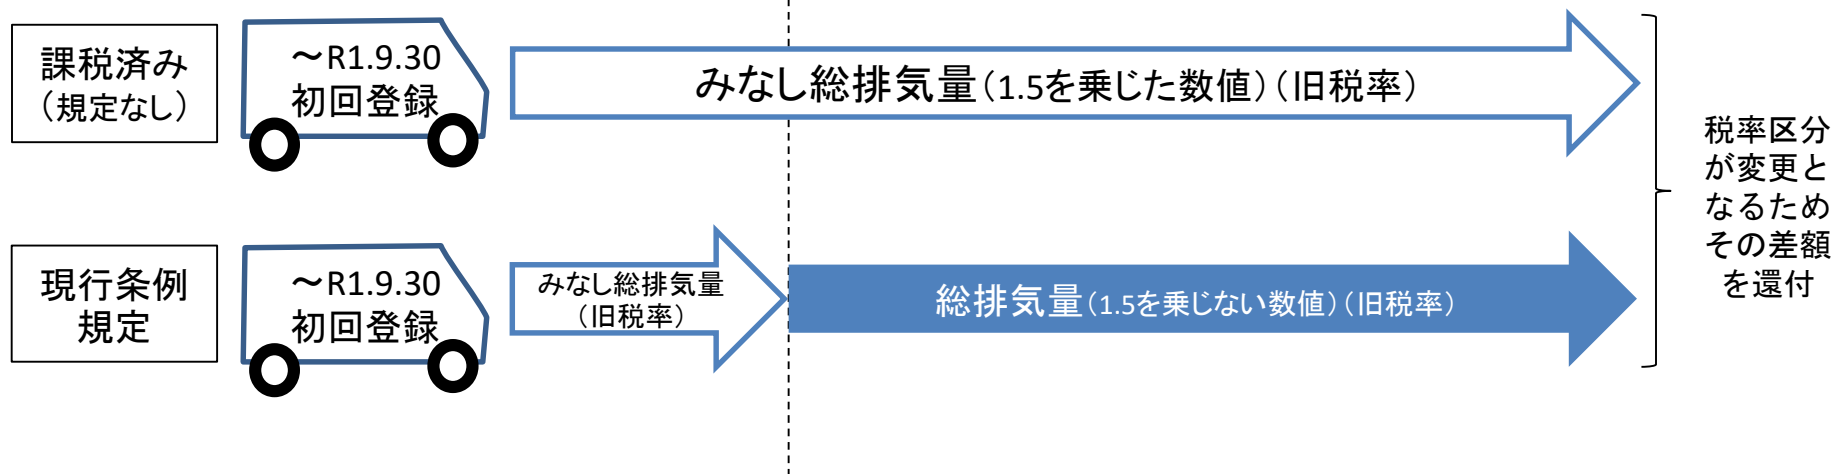 課税済み
（規定なし）
～R1.9.30
初回登録
みなし総排気量（1.5を乗じた数値）（旧税率）
現行条例
規定
～R1.9.30
初回登録
みなし総排気量
（旧税率）
総排気量（1.5を乗じない数値）（旧税率）
税率区分
が変更と
なるため
その差額
を還付